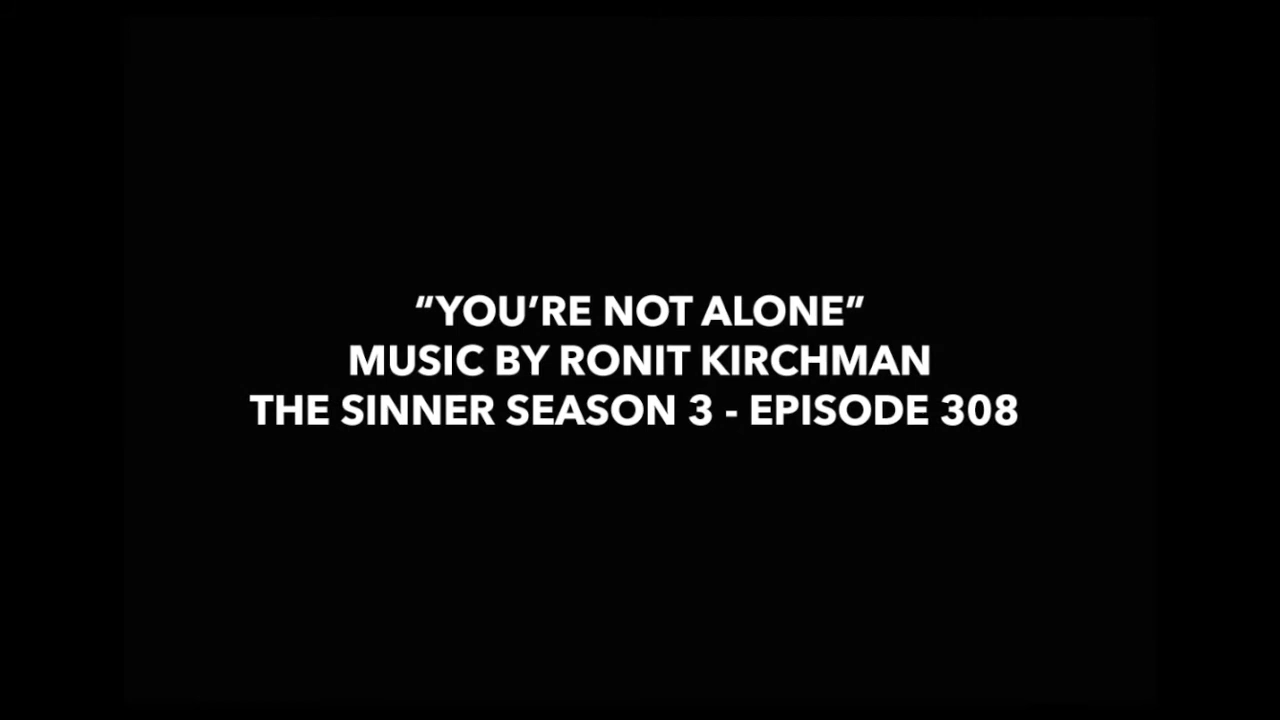 “YOU’RE NOT ALONE”
MUSIC BY RONIT KIRCHMAN
THE SINNER SEASON 3 - EPISODE 308